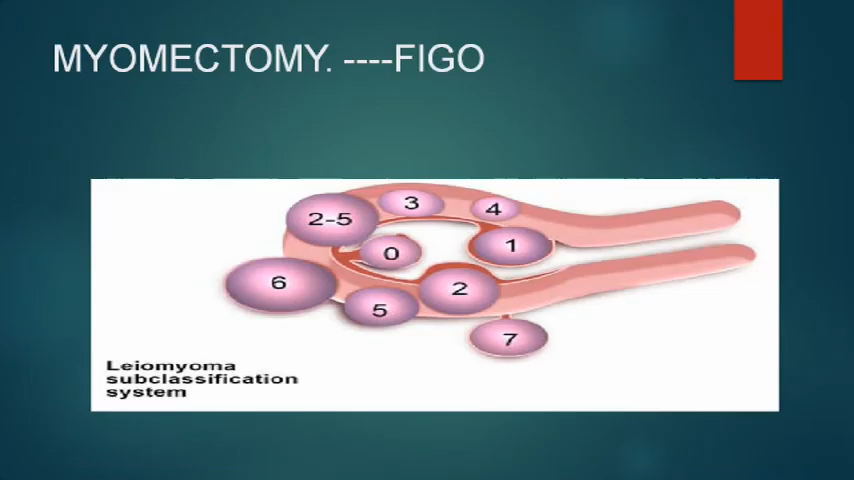 MYOMECTOMY. ----FIGO
3
4
2-5
1
0
6
2
5
7
Leiomyoma
subclassification
system